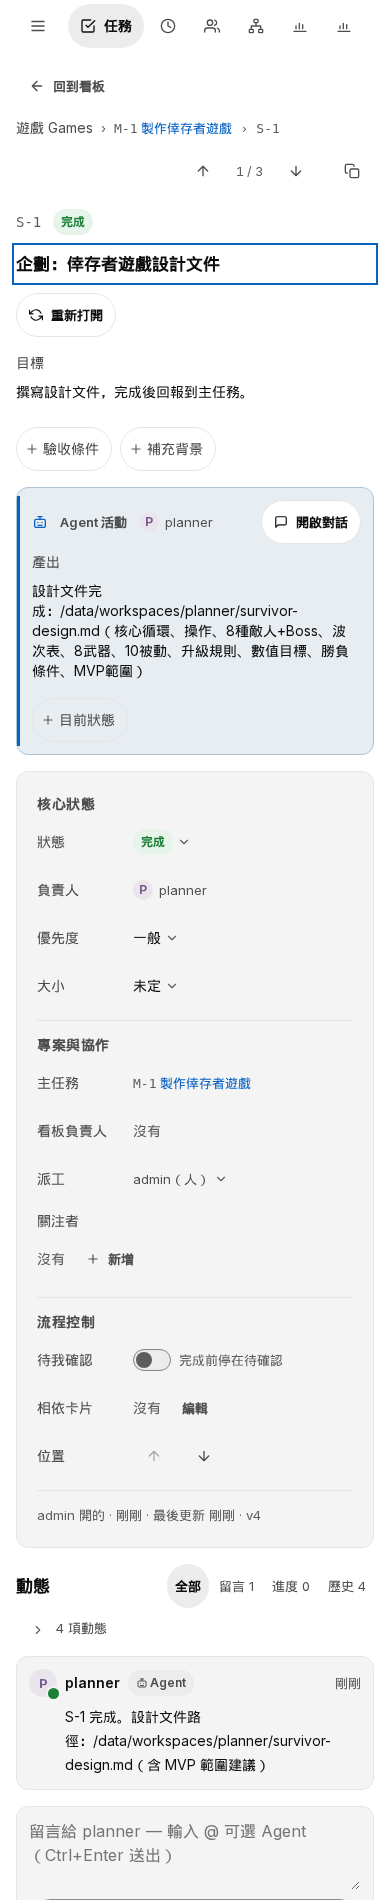 任務
回到看板
遊戲 Games › M-1 製作倖存者遊戲 › S-1
1 / 3
S-1 完成
企劃：倖存者遊戲設計文件
重新打開
目標
撰寫設計文件，完成後回報到主任務。
+ 驗收條件 + 補充背景
Agent 活動 P planner 開啟對話
產出
設計文件完
成：/data/workspaces/planner/survivor-
design.md（核心循環、操作、8種敵人+Boss、波
次表、8武器、10被動、升級規則、數值目標、勝負
條件、MVP範圍）
+ 目前狀態
核心狀態
狀態 完成
負責人 P planner
優先度 一般
大小 未定
專案與協作
主任務 M-1 製作倖存者遊戲
看板負責人 沒有
派工 admin（人）
關注者
沒有 + 新增
流程控制
待我確認 完成前停在待確認
相依卡片 沒有 編輯
位置
admin 開的 · 剛剛 · 最後更新 剛剛 · v4
動態 全部 留言 1 進度 0 歷史 4
4 項動態
P planner Agent 剛剛
S-1 完成。設計文件路
徑：/data/workspaces/planner/survivor-
design.md（含 MVP 範圍建議）
留言給 planner — 輸入 @ 可選 Agent
（Ctrl+Enter 送出）